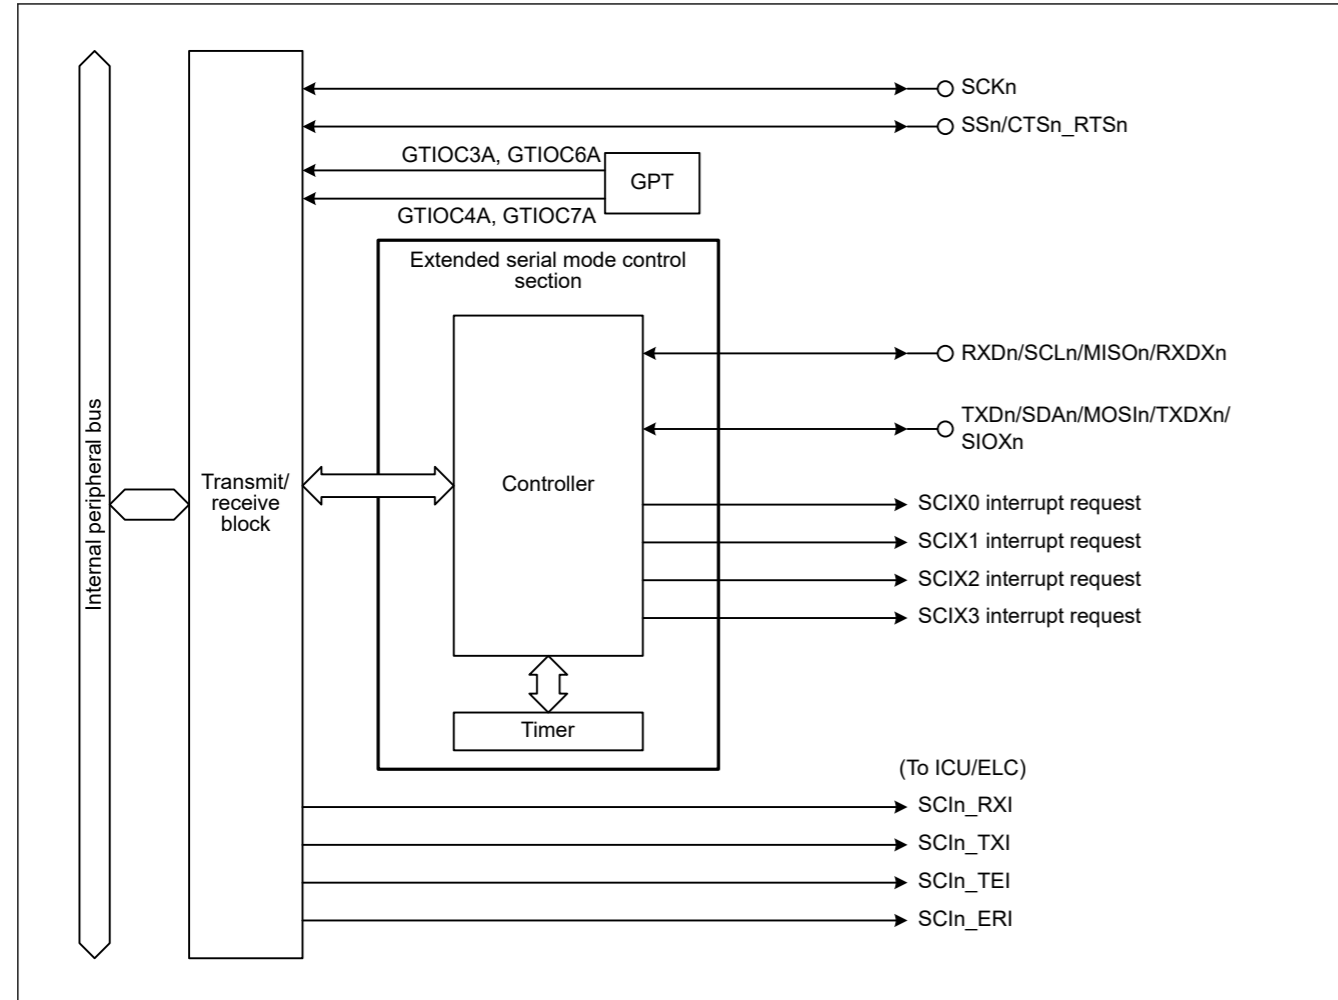 SCKn
SSn/CTSn_RTSn
GTIOC3A, GTIOC6A
GPT
GTIOC4A, GTIOC7A
Extended serial mode control
section
RXDn/SCLn/MISOn/RXDXn
TXDn/SDAn/MOSIn/TXDXn/
SIOXn
Internal peripheral bus
Transmit/
receive
block
Controller
SCIX0 interrupt request
SCIX1 interrupt request
SCIX2 interrupt request
SCIX3 interrupt request
Timer
(To ICU/ELC)
SCIn_RXI
SCIn_TXI
SCIn_TEI
SCIn_ERI